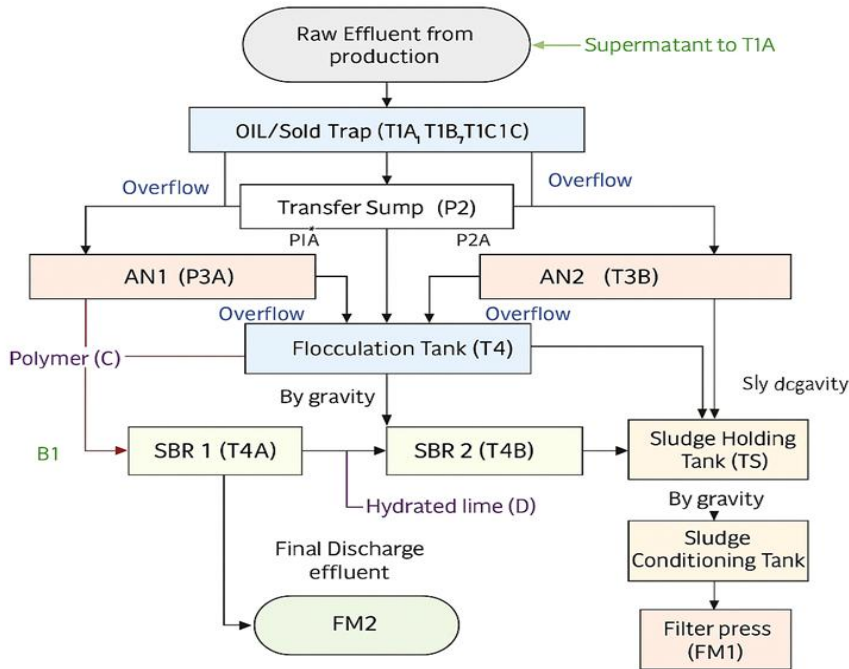 Raw Effluent from
production
Supermatant to T1A
OIL/Sold Trap (T1A, T1B, T1C1C)
Overflow
Overflow
Transfer Sump (P2)
P1A
P2A
AN1 (P3A)
AN2 (T3B)
Overflow
Overflow
Flocculation Tank (T4)
Polymer (C)
Sly dcgavity
By gravity
B1
SBR 1 (T4A)
SBR 2 (T4B)
Sludge Holding
Tank (TS)
Hydrated lime (D)
By gravity
Sludge
Conditioning Tank
Final Discharge
effluent
FM2
Filter press
(FM1)